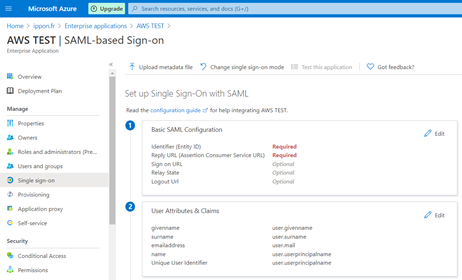 Microsoft Azure
Upgrade
Search resources, services, and docs (G+/)
Home > ippon.fr > Enterprise applications > AWS TEST >
AWS TEST | SAML-based Sign-on
Enterprise Application
Overview
Deployment Plan
Manage
Properties
Owners
Roles and administrators (Pre...
Users and groups
Single sign-on
Provisioning
Application proxy
Self-service
Security
Conditional Access
Permissions
Upload metadata file
Change single sign-on mode
Test this application
Got feedback?
Set up Single Sign-On with SAML
Read the configuration guide for help integrating AWS TEST.
1
Basic SAML Configuration
Edit
Identifier (Entity ID) Required
Reply URL (Assertion Consumer Service URL) Required
Sign on URL Optional
Relay State Optional
Logout Url Optional
2
User Attributes & Claims
Edit
givenname user.givenname
surname user.surname
emailaddress user.mail
name user.userprincipalname
Unique User Identifier user.userprincipalname